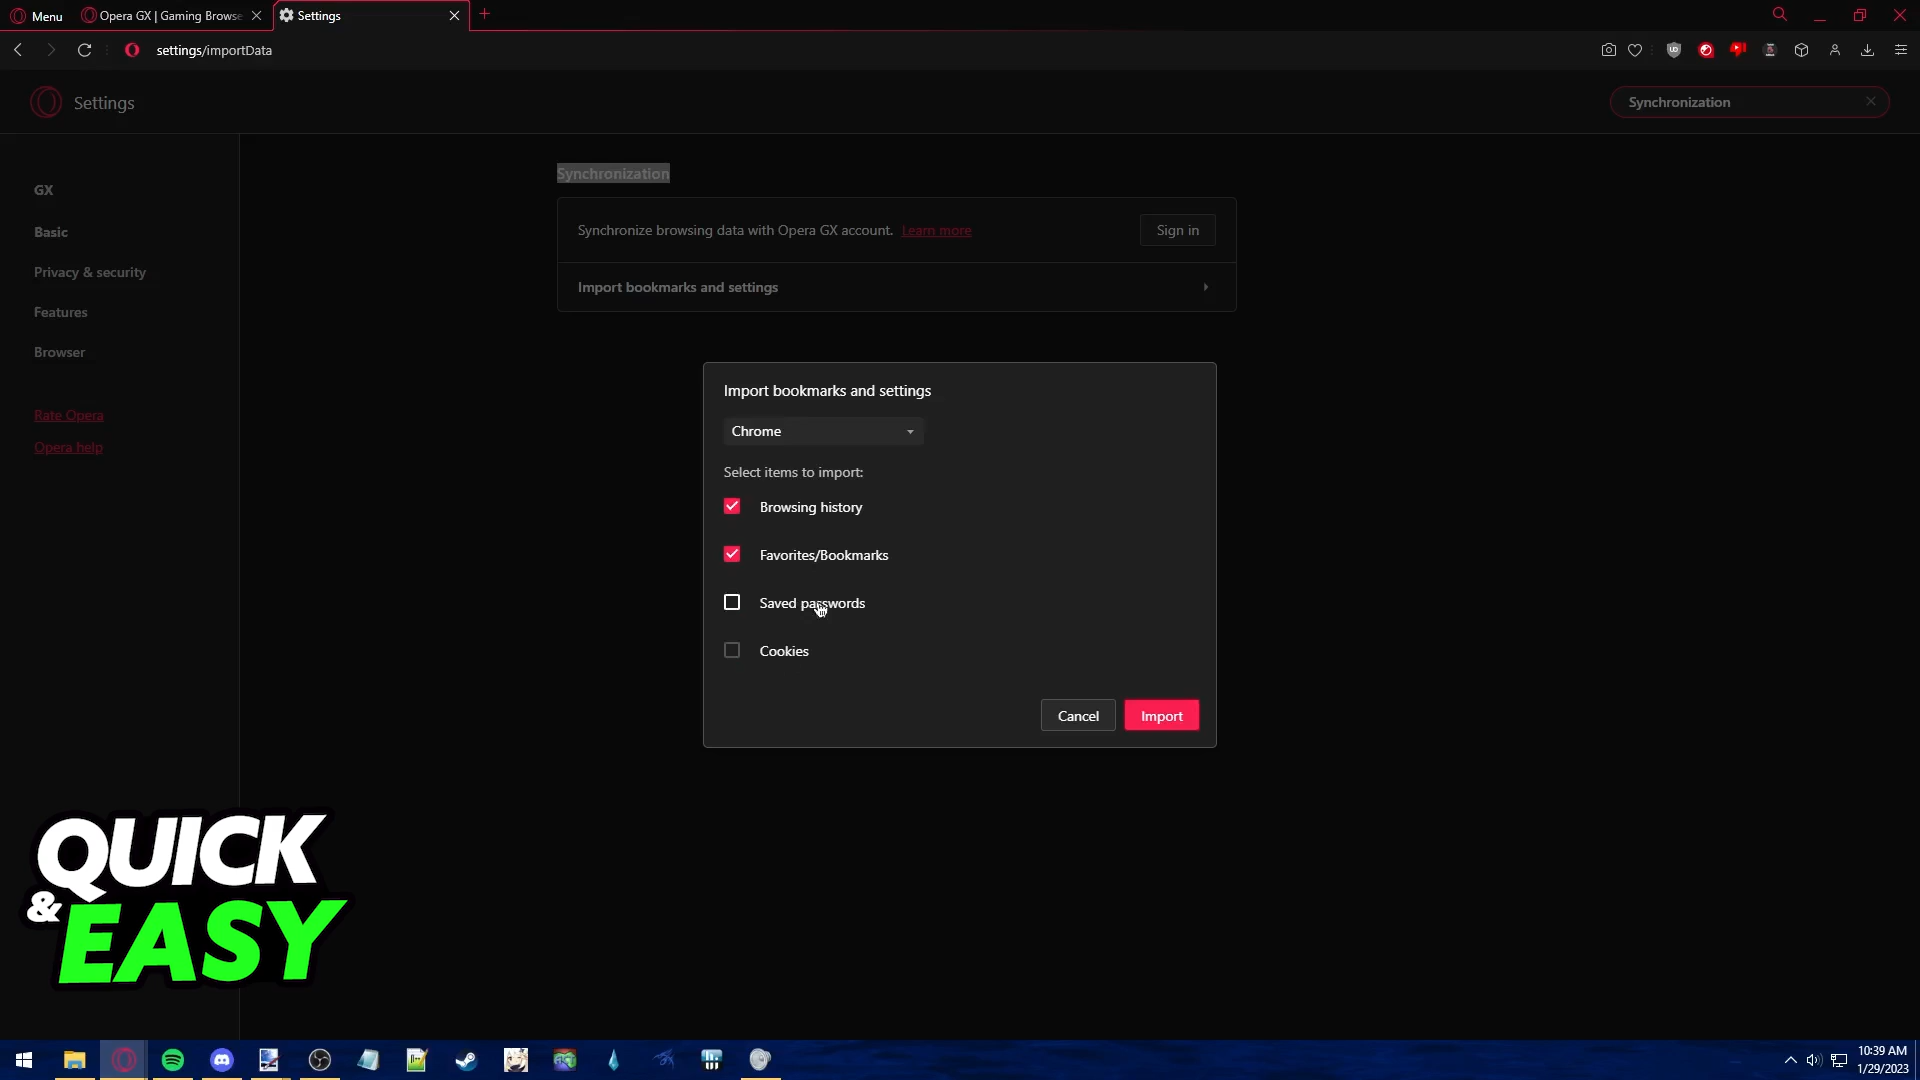 Menu
Opera GX | Gaming Browse
Settings
settings/importData
Settings
Synchronization
GX
Basic
Privacy & security
Features
Browser
Rate Opera
Opera help
Synchronization
Synchronize browsing data with Opera GX account. Learn more
Sign in
Import bookmarks and settings
Import bookmarks and settings
Chrome
Select items to import:
Browsing history
Favorites/Bookmarks
Saved passwords
Cookies
Cancel
Import
QUICK
& EASY
10:39 AM
1/29/2023